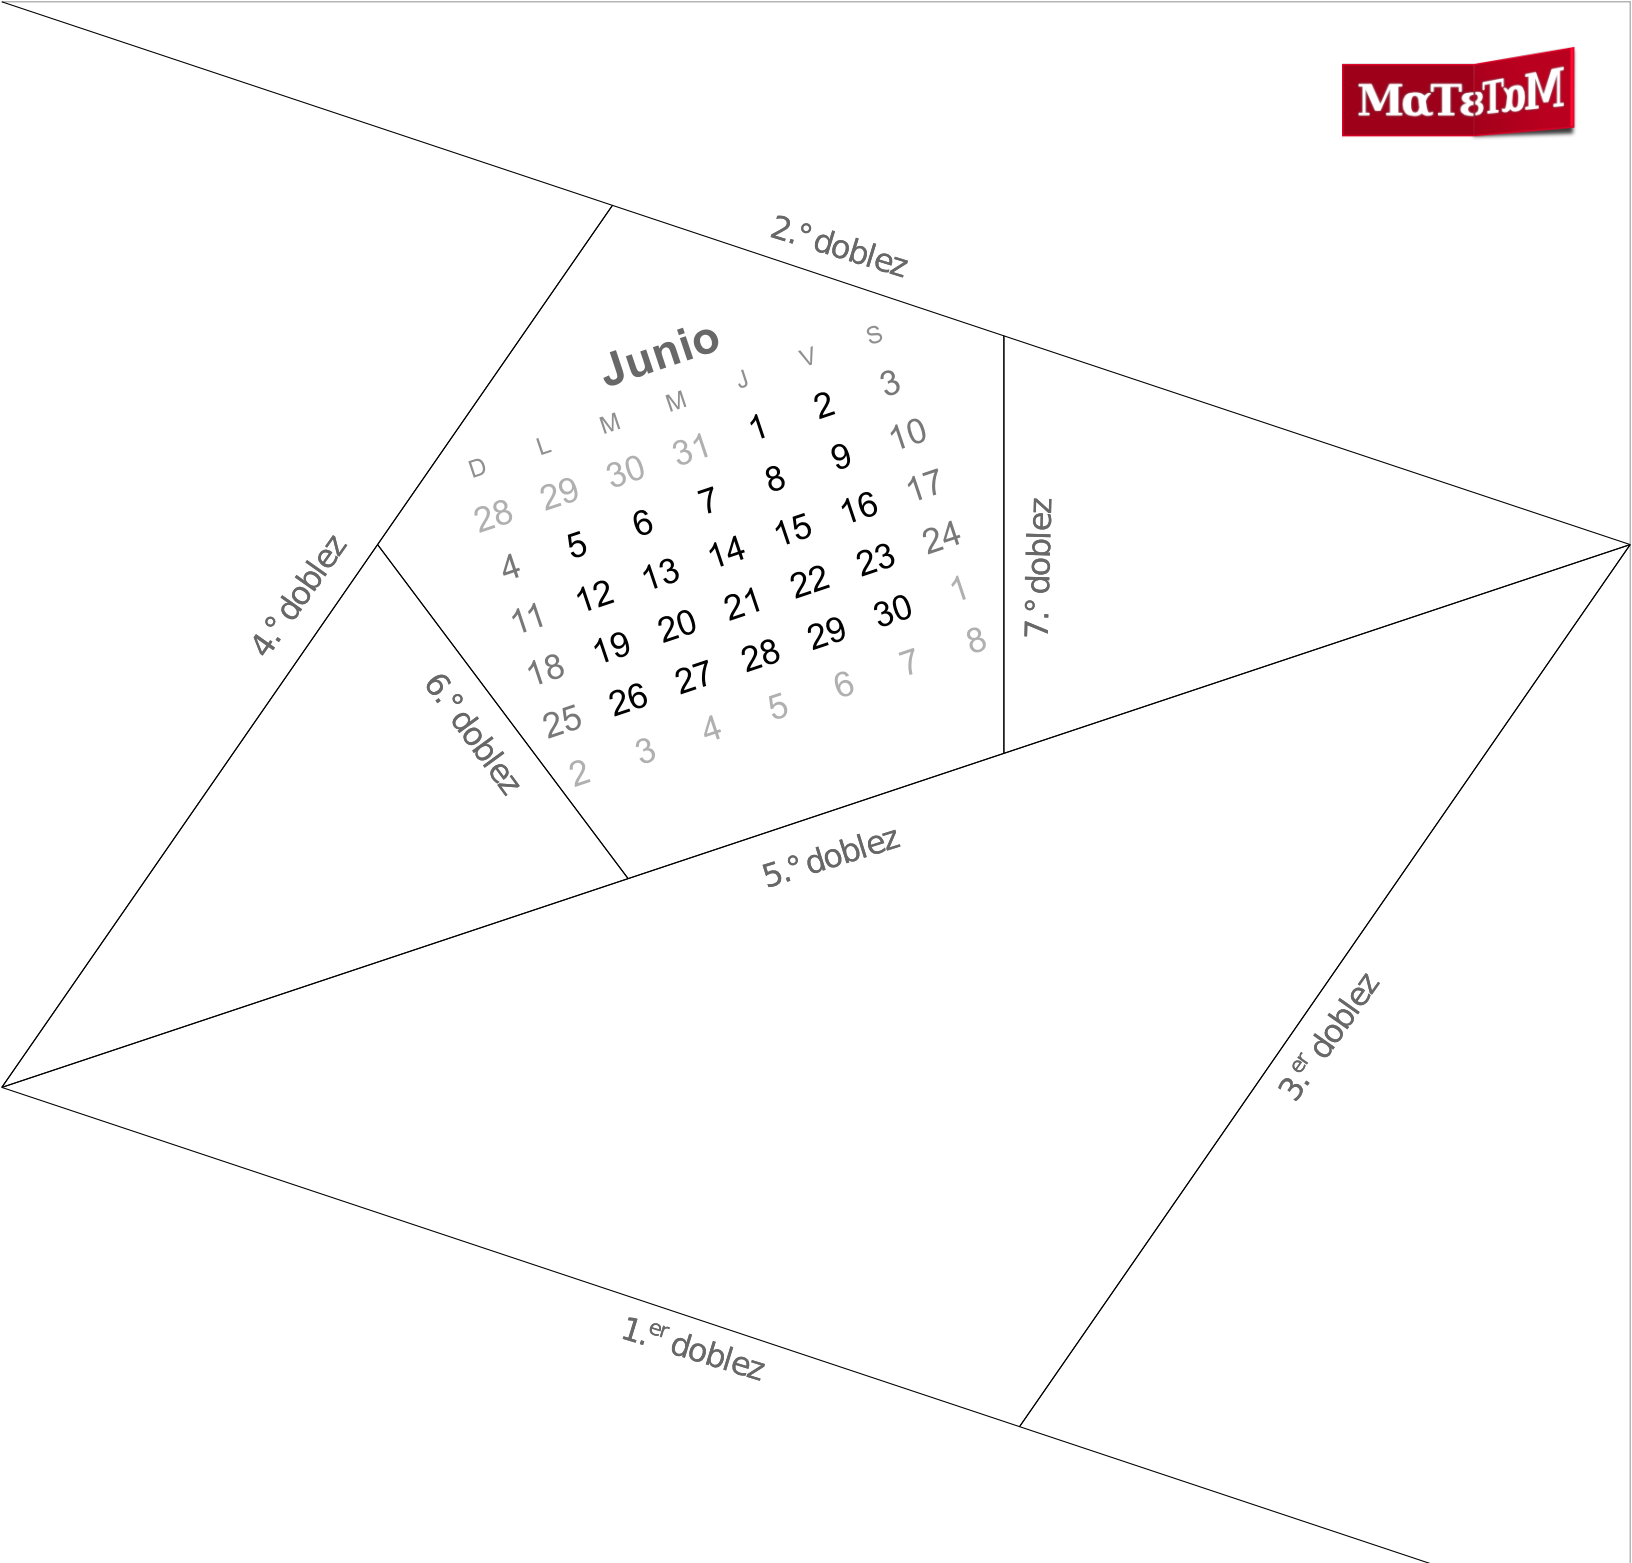 MαTεTαM
2.° doblez
Junio
D L M M J V S
28 29 30 31 1 2 3
4 5 6 7 8 9 10
11 12 13 14 15 16 17
18 19 20 21 22 23 24
25 26 27 28 29 30 1
2 3 4 5 6 7 8
4.° doblez
6.° doblez
7.° doblez
5.° doblez
3.er doblez
1.er doblez